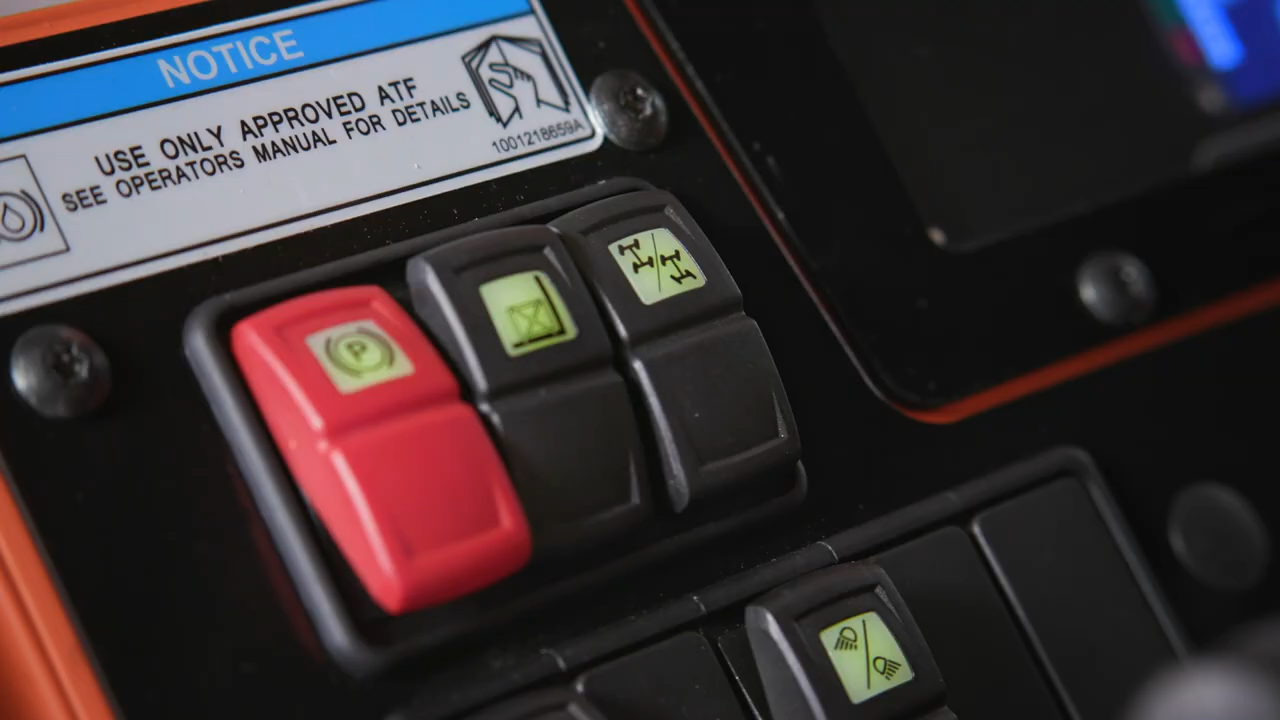 NOTICE
USE ONLY APPROVED ATF
SEE OPERATORS MANUAL FOR DETAILS
1001218659A
P